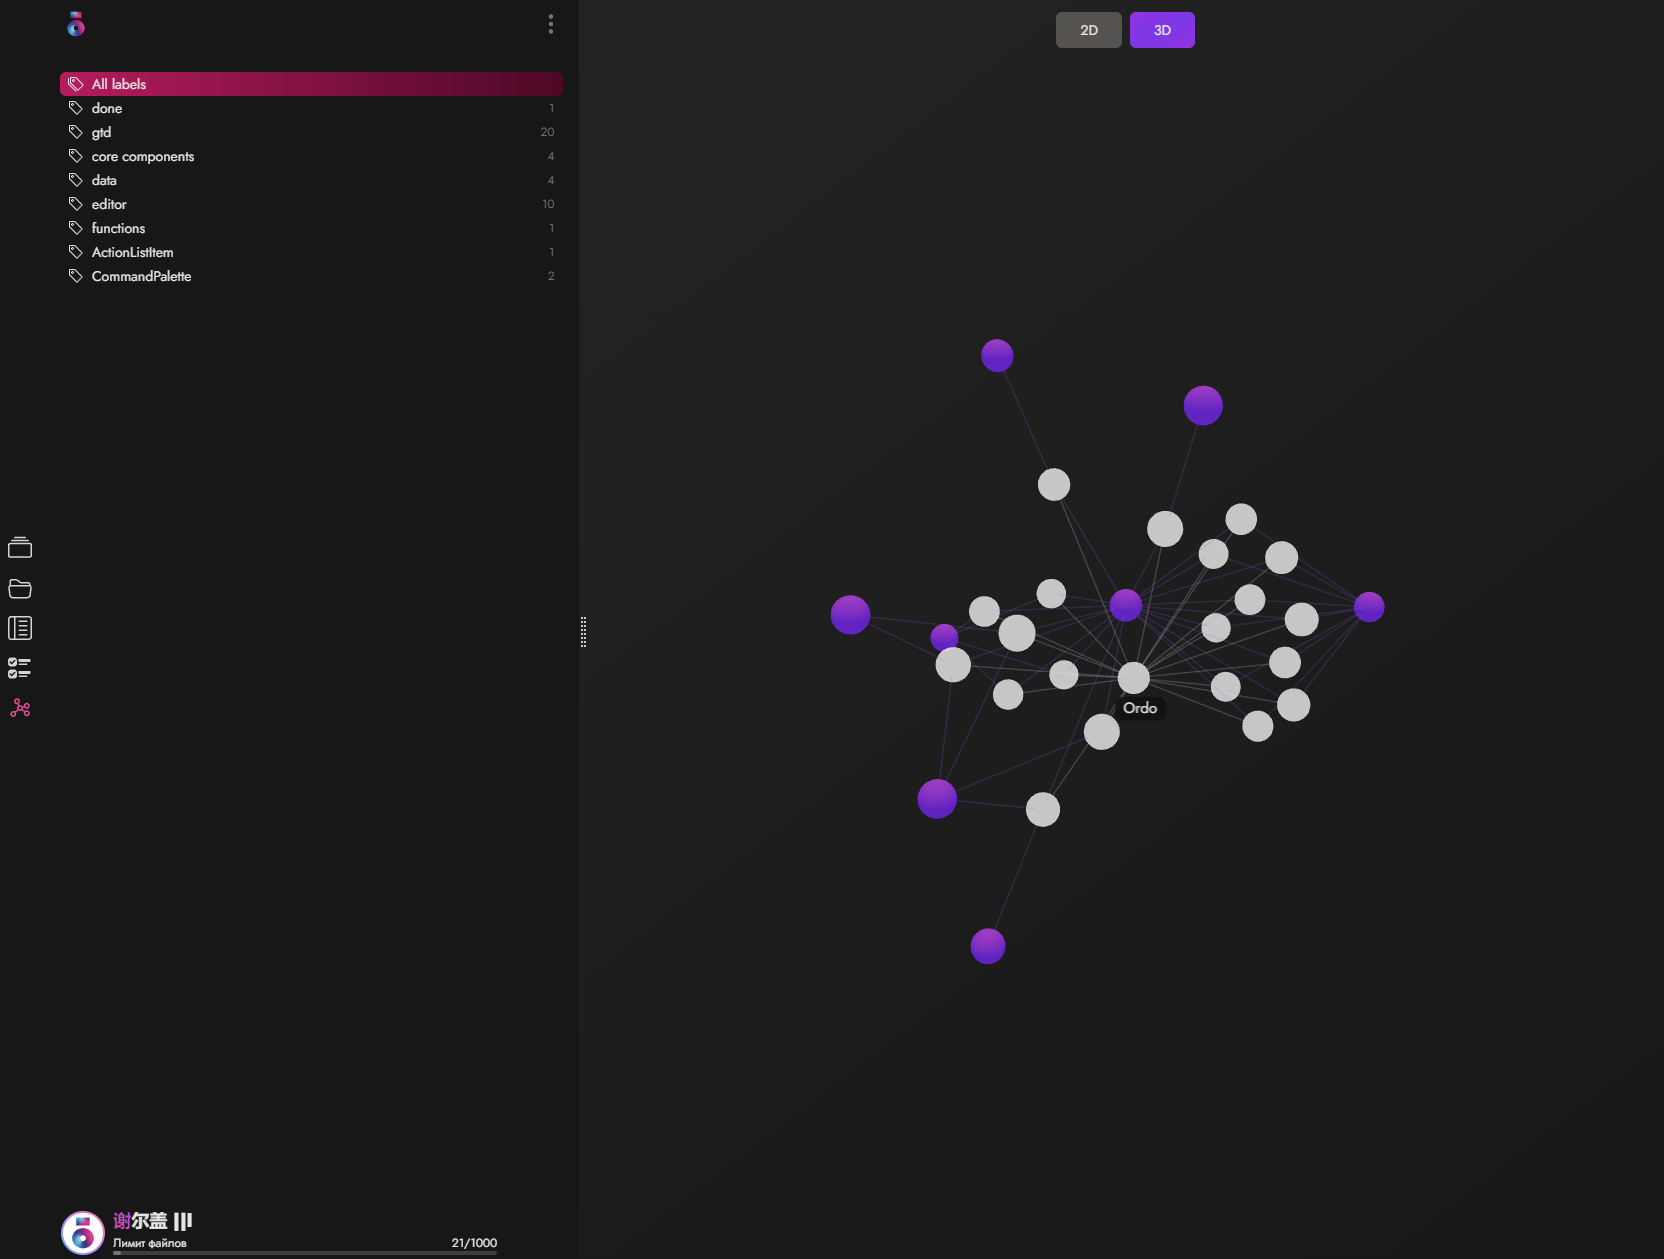 2D
3D
All labels
done 1
gtd 20
core components 4
data 4
editor 10
functions 1
ActionListItem 1
CommandPalette 2
Ordo
谢尔盖
Лимит файлов 21/1000